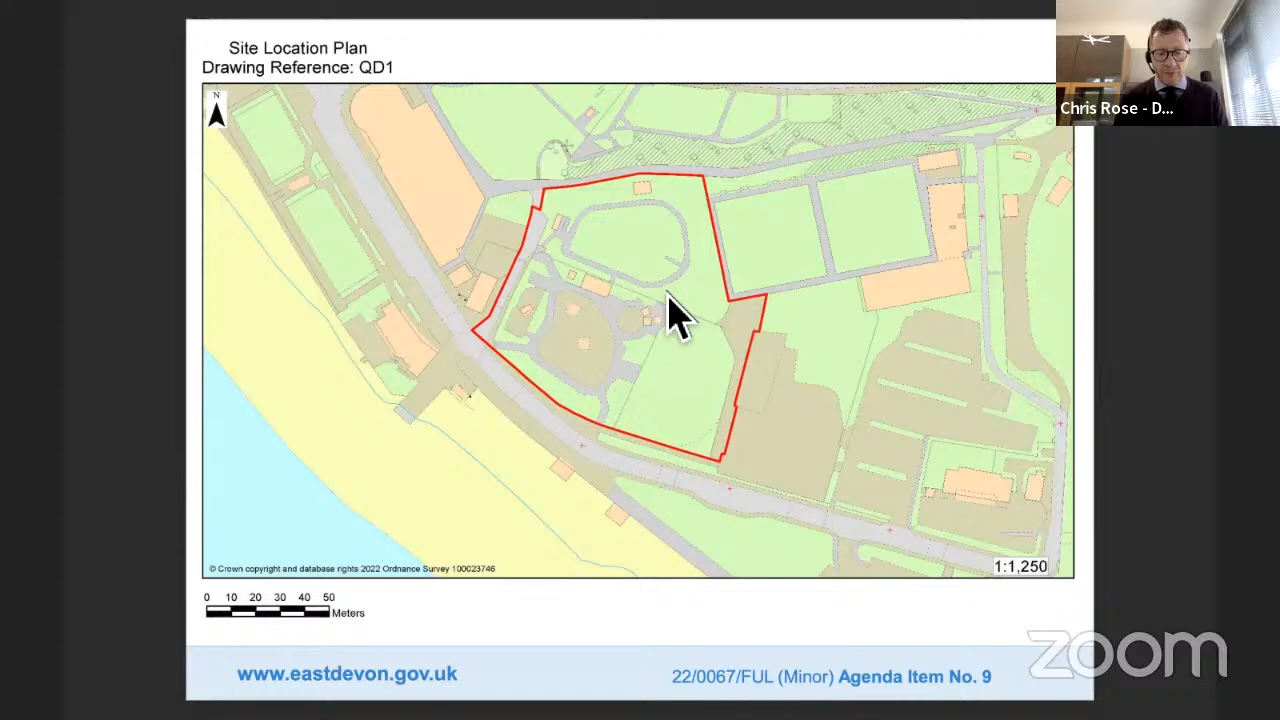 Site Location Plan
Drawing Reference: QD1
N
Chris Rose - D...
© Crown copyright and database rights 2022 Ordnance Survey 100023746
1:1,250
0 10 20 30 40 50
Meters
www.eastdevon.gov.uk
22/0067/FUL (Minor) Agenda Item No. 9
zoom